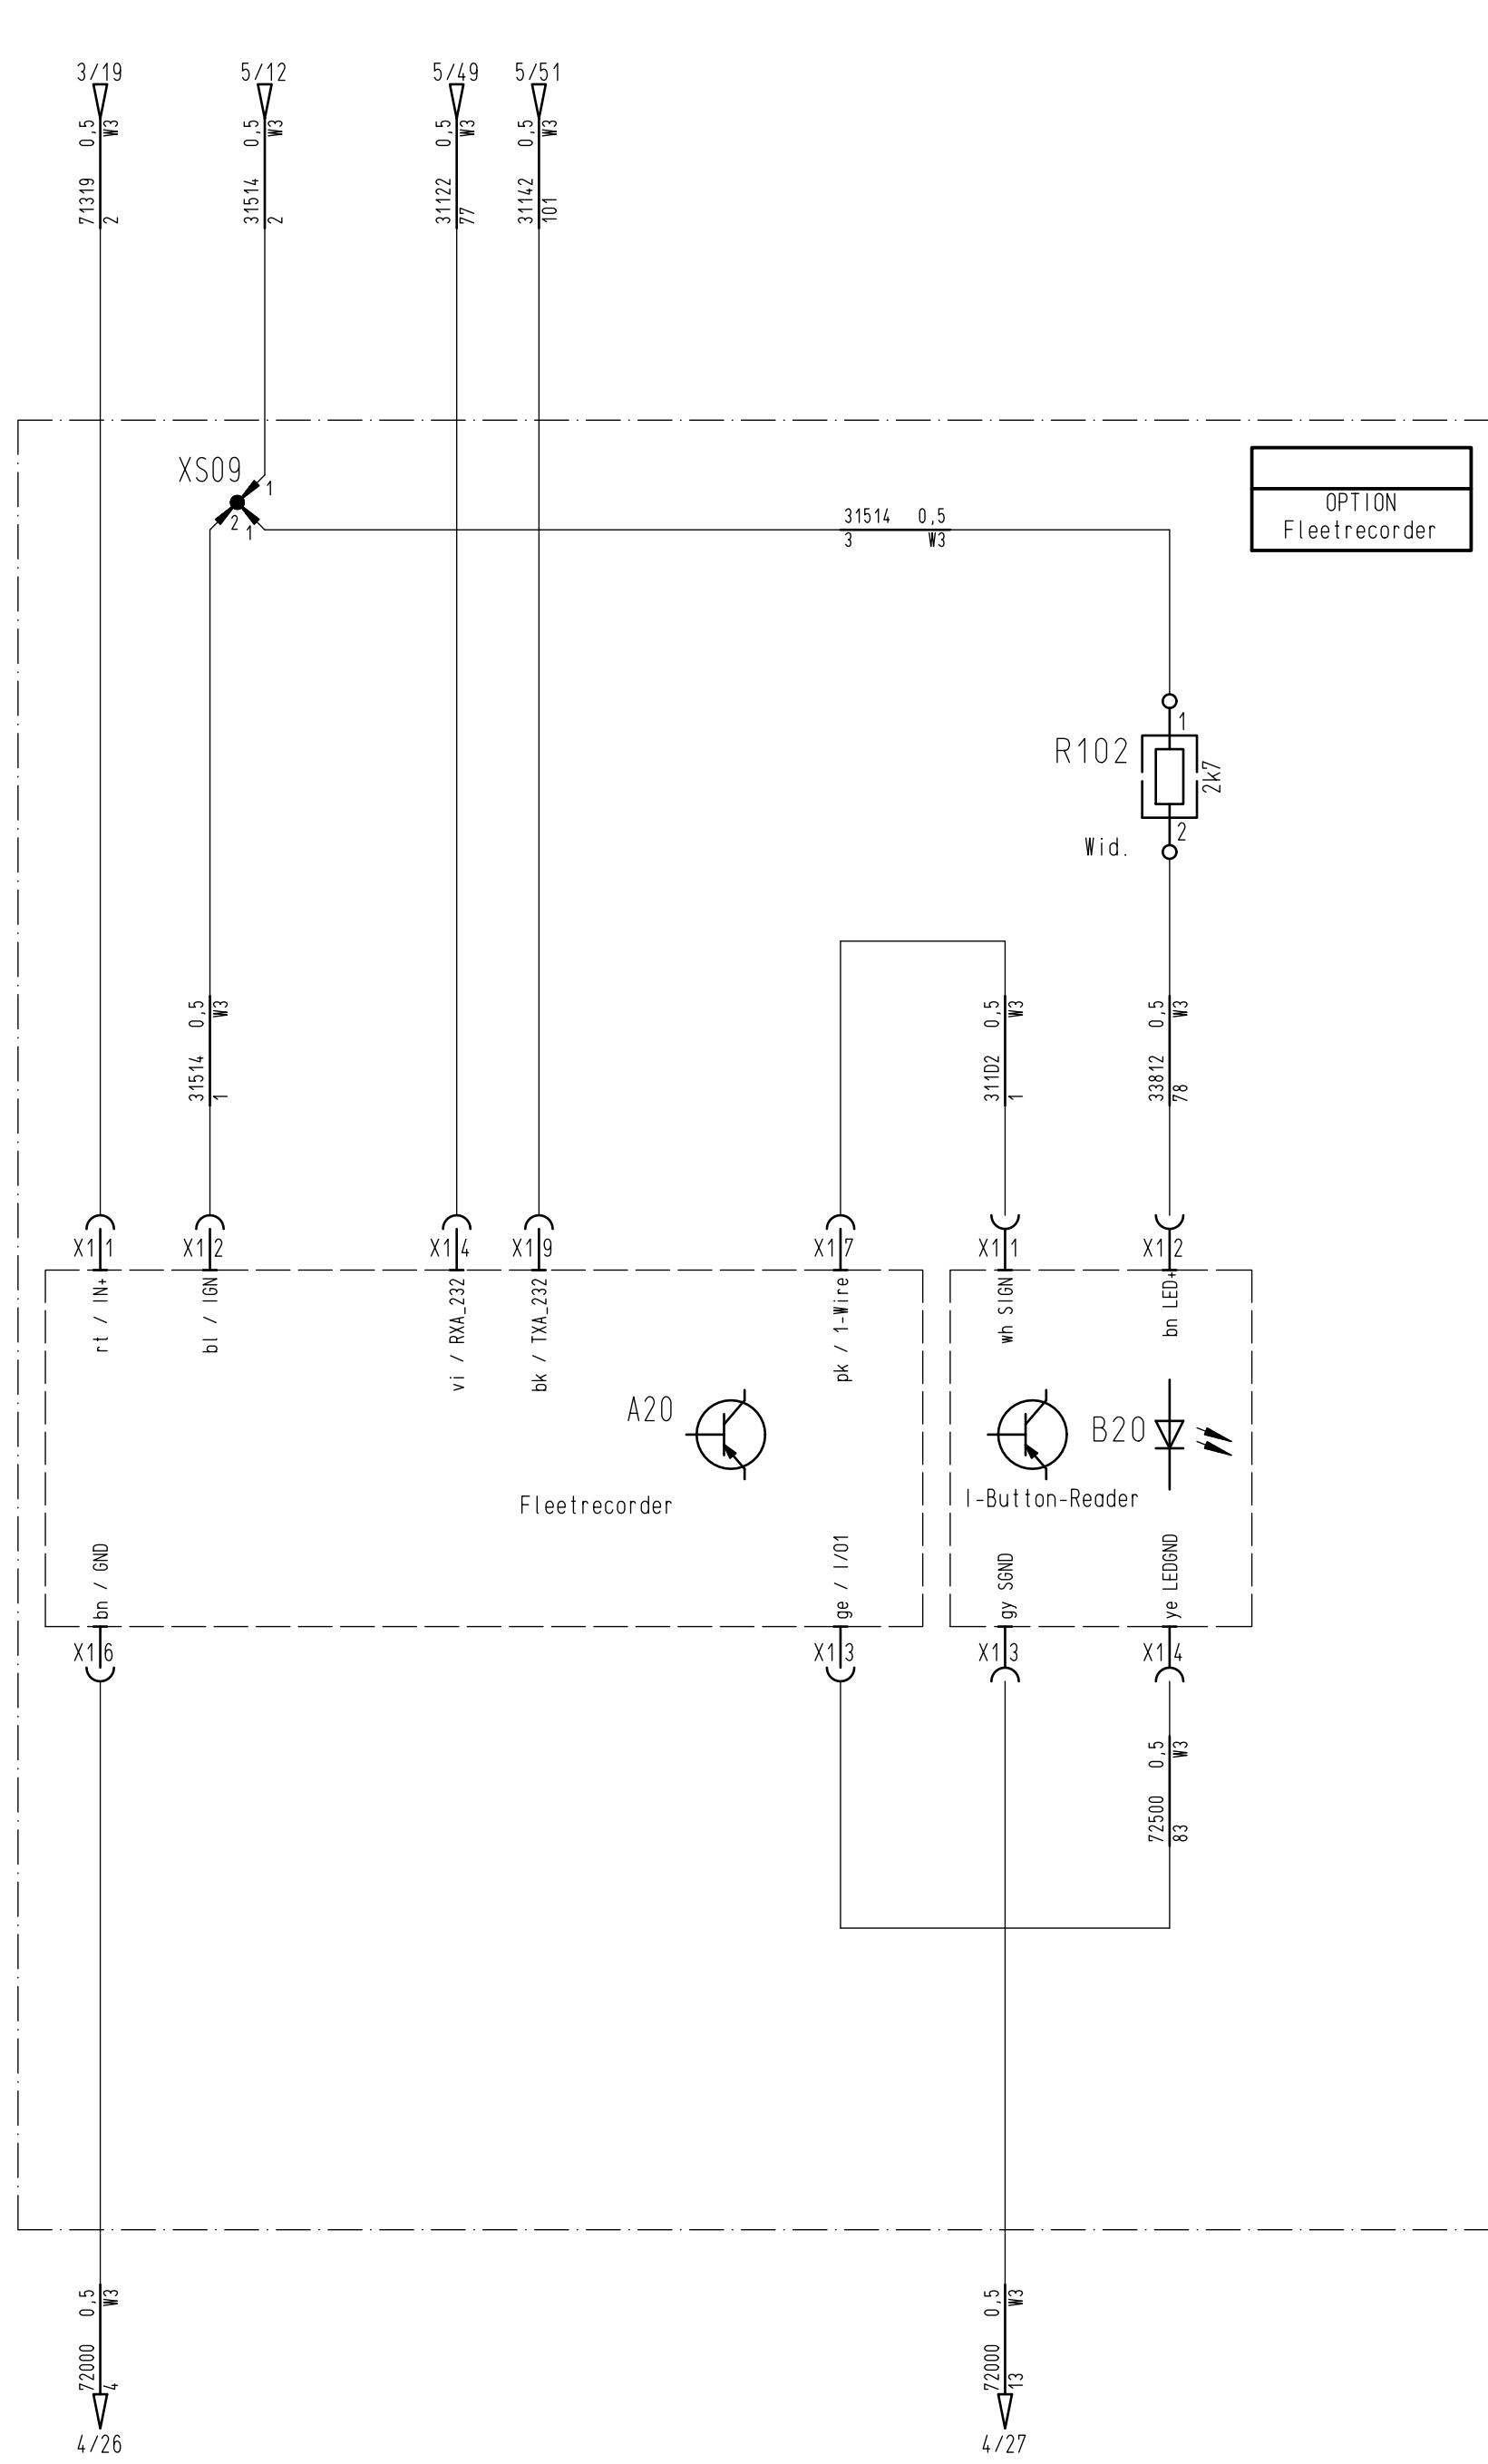 3/19
5/12
5/49
5/51
71319 0,5
2 W3
31514 0,5
2 W3
31122 0,5
77 W3
31142 0,5
101 W3
XS09
1
2
1
31514 0,5
3 W3
OPTION
Fleetrecorder
R102
1
2k7
2
Wid.
31514 0,5
1 W3
311D2 0,5
1 W3
33812 0,5
78 W3
X1 1
X1 2
X1 4
X1 9
X1 7
X1 1
X1 2
rt / IN+
bl / IGN
vi / RXA_232
bk / TXA_232
pk / 1-Wire
wh SIGN
bn LED+
A20
B20
Fleetrecorder
I-Button-Reader
bn / GND
ge / I/O1
gy SGND
ye LEDGND
X1 6
X1 3
X1 3
X1 4
72500 0,5
83 W3
72000 0,5
4 W3
72000 0,5
13 W3
4/26
4/27